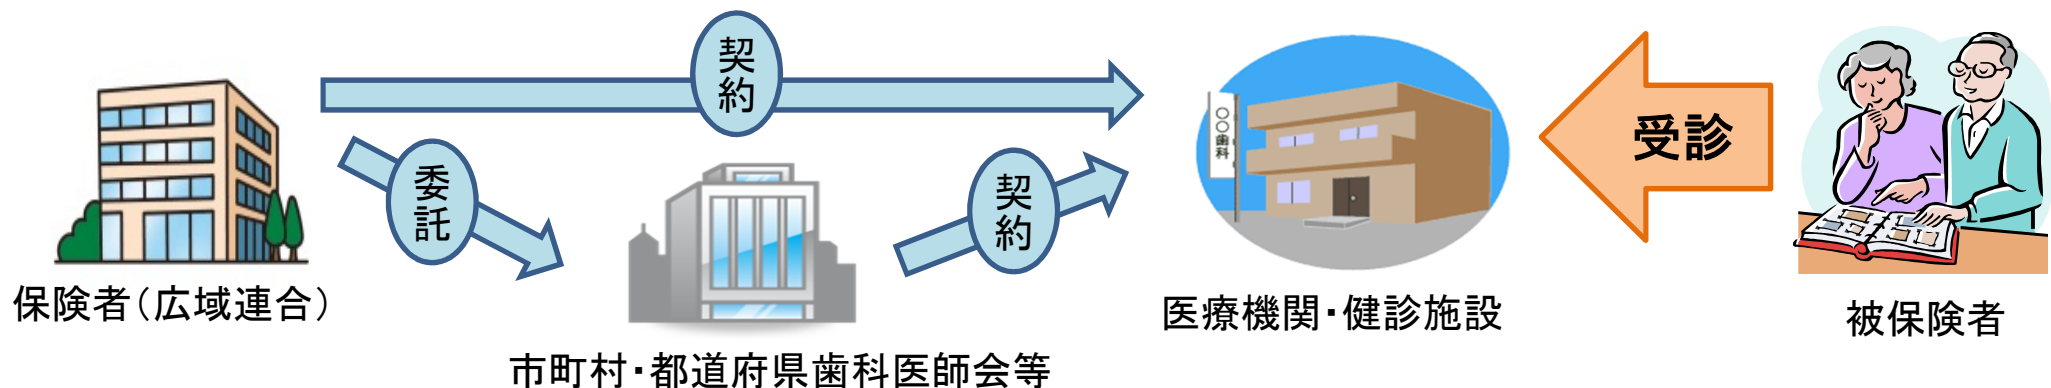 契約
委託
契約
〇〇歯科
受診
保険者(広域連合)
市町村・都道府県歯科医師会等
医療機関・健診施設
被保険者